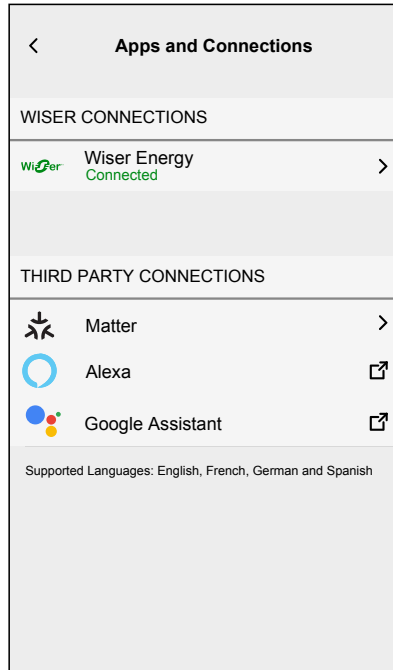 Apps and Connections
WISER CONNECTIONS
Wiser
Wiser Energy
Connected
THIRD PARTY CONNECTIONS
Matter
Alexa
Google Assistant
Supported Languages: English, French, German and Spanish